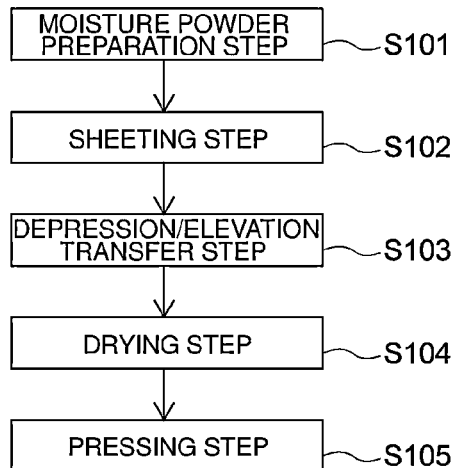 MOISTURE POWDER
PREPARATION STEP
S101
SHEETING STEP
S102
DEPRESSION/ELEVATION
TRANSFER STEP
S103
DRYING STEP
S104
PRESSING STEP
S105